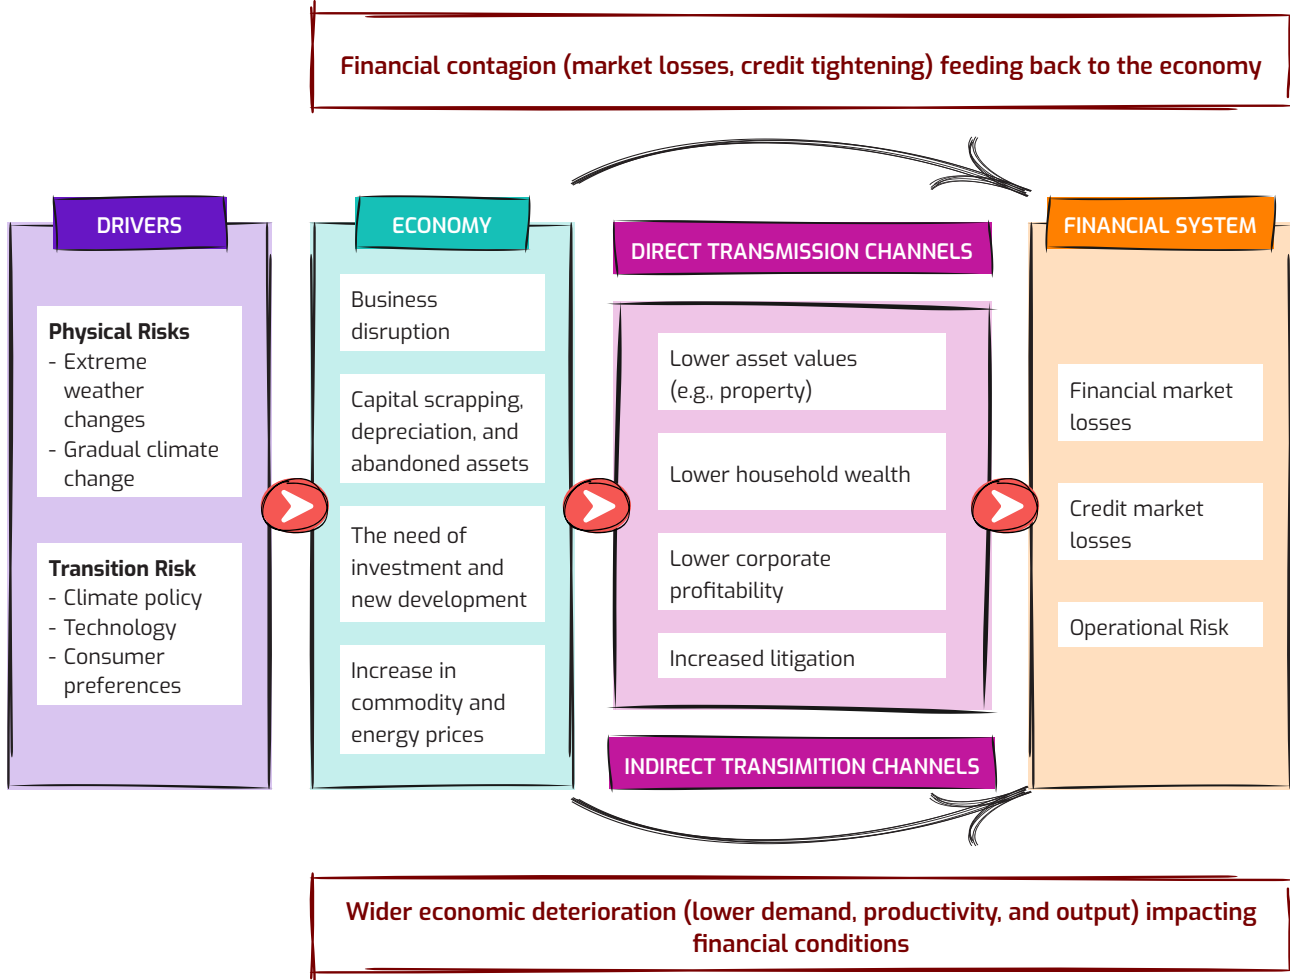 Financial contagion (market losses, credit tightening) feeding back to the economy
DRIVERS
Physical Risks
- Extreme
weather
changes
- Gradual climate
change
Transition Risk
- Climate policy
- Technology
- Consumer
preferences
ECONOMY
Business
disruption
Capital scrapping,
depreciation, and
abandoned assets
The need of
investment and
new development
Increase in
commodity and
energy prices
DIRECT TRANSMISSION CHANNELS
Lower asset values
(e.g., property)
Lower household wealth
Lower corporate
profitability
Increased litigation
INDIRECT TRANSIMITION CHANNELS
FINANCIAL SYSTEM
Financial market
losses
Credit market
losses
Operational Risk
Wider economic deterioration (lower demand, productivity, and output) impacting
financial conditions